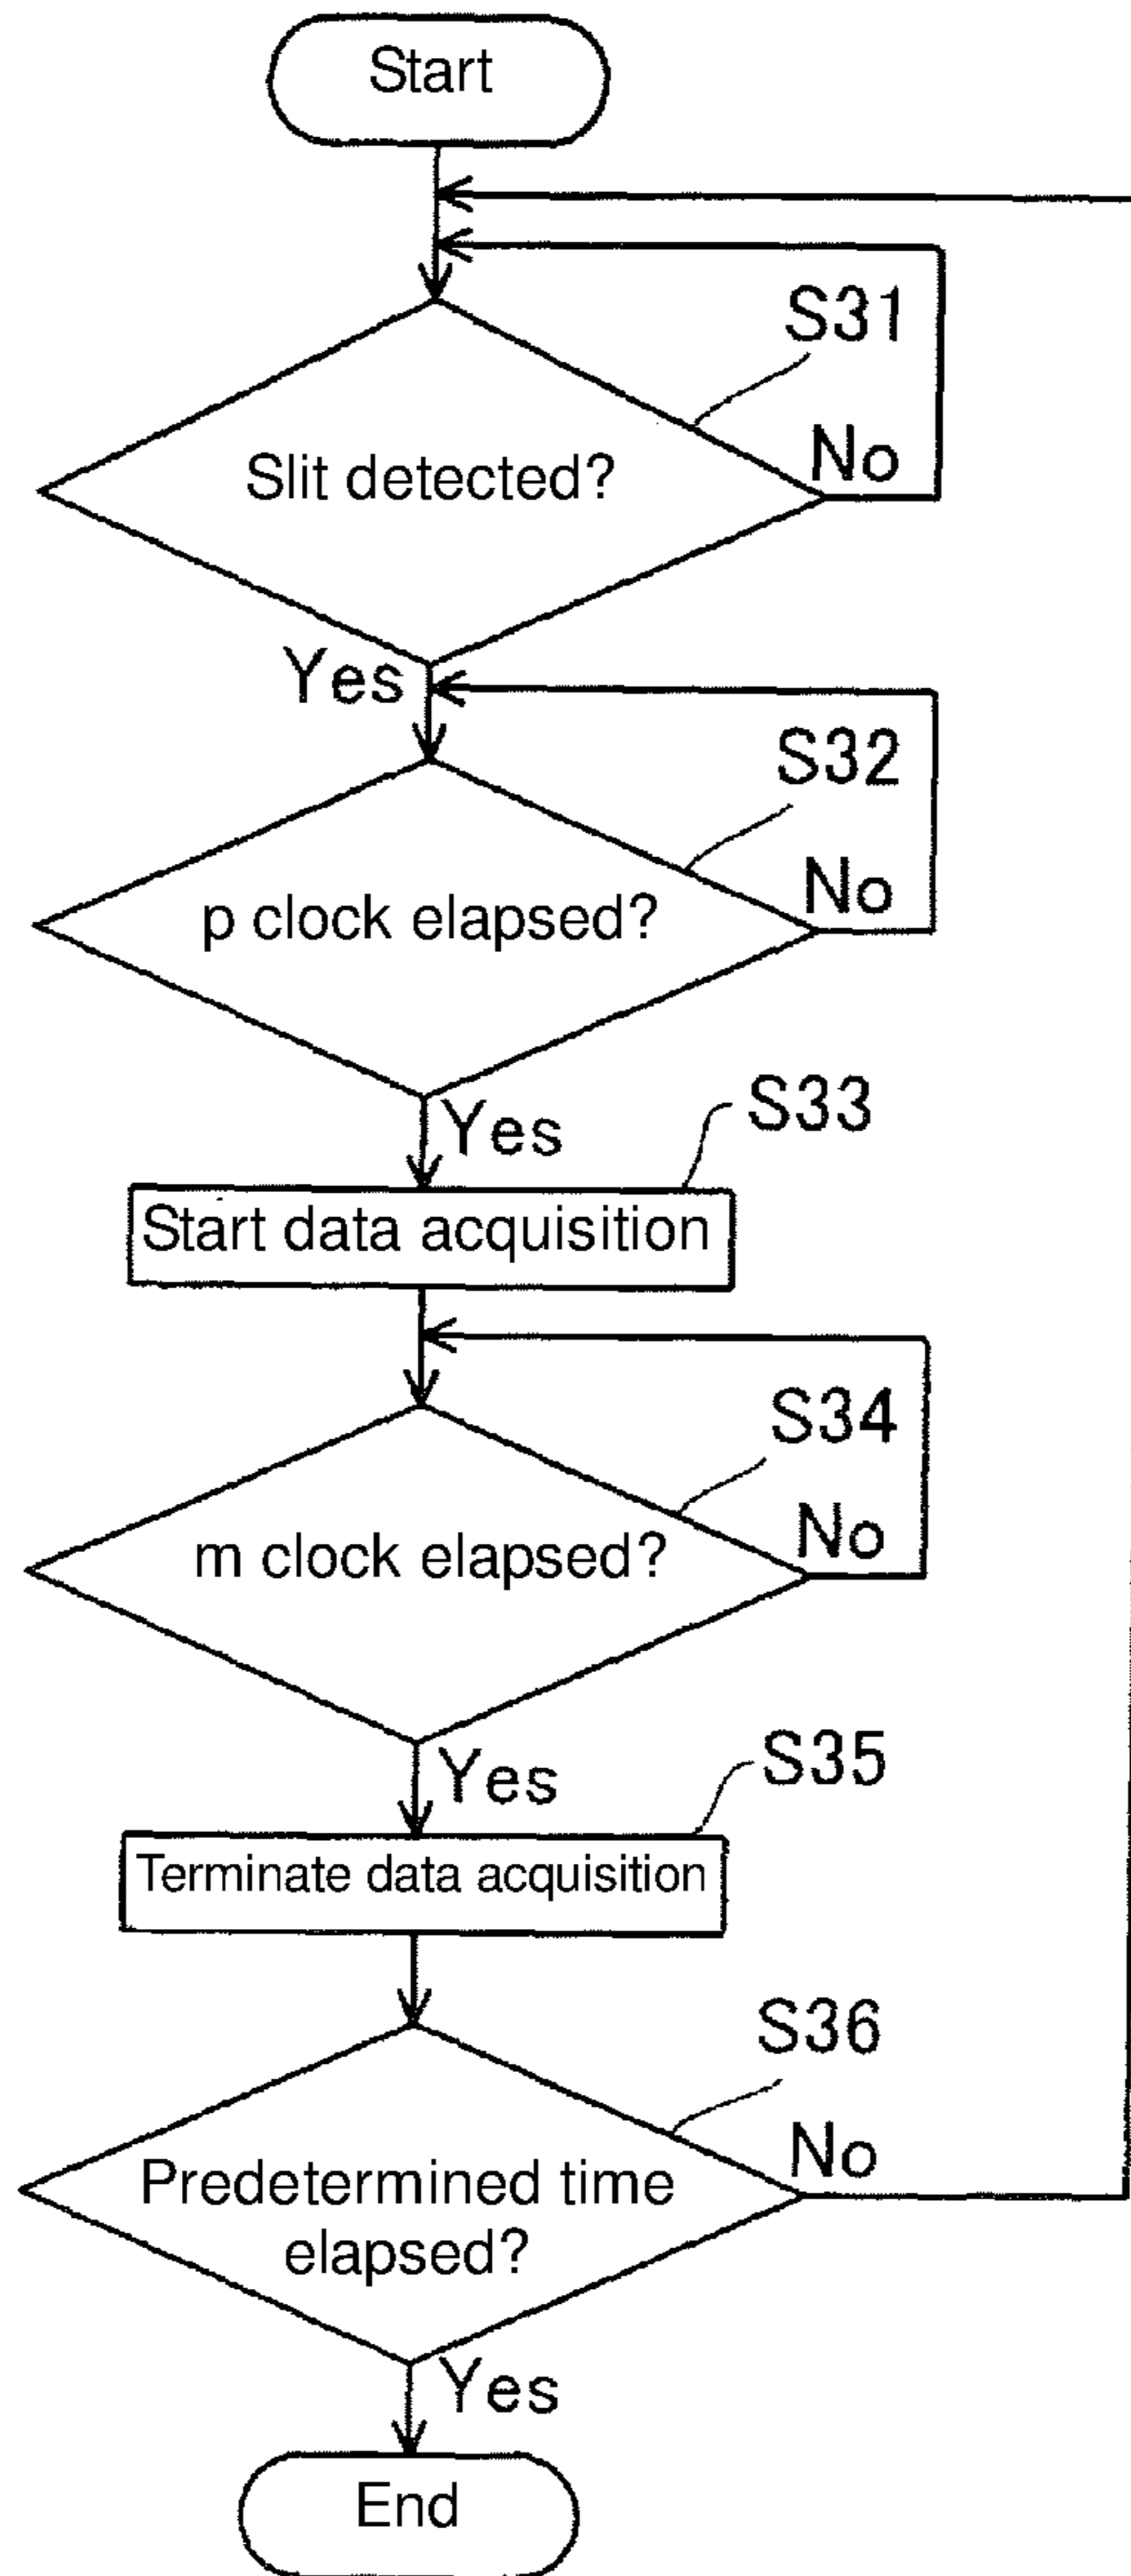 Start
S31
Slit detected?
No
Yes
S32
p clock elapsed?
No
Yes
S33
Start data acquisition
S34
m clock elapsed?
No
Yes
S35
Terminate data acquisition
S36
No
Predetermined time
elapsed?
Yes
End